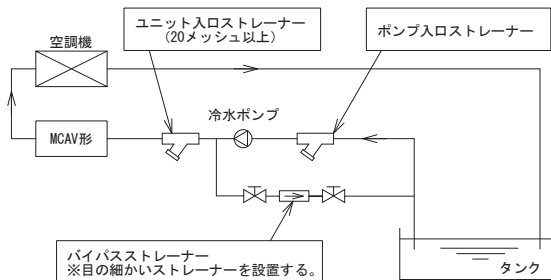 ユニット入口ストレーナー
(20メッシュ以上)
ポンプ入口ストレーナー
空調機
冷水ポンプ
MCAV形
バイパスストレーナー
※目の細かいストレーナーを設置する。
タンク